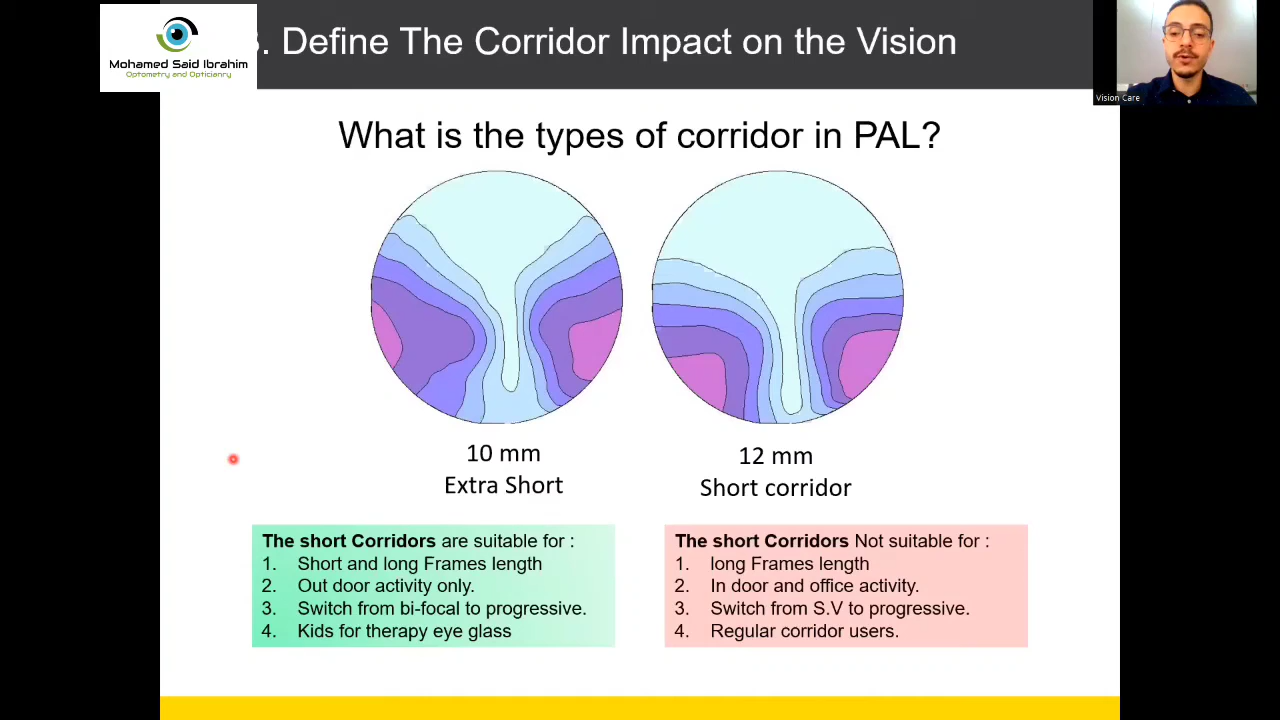 Mohamed Said Ibrahim
Optometry and Opticianry
3. Define The Corridor Impact on the Vision
Vision Care
What is the types of corridor in PAL?
10 mm
Extra Short
12 mm
Short corridor
The short Corridors are suitable for :
1. Short and long Frames length
2. Out door activity only.
3. Switch from bi-focal to progressive.
4. Kids for therapy eye glass
The short Corridors Not suitable for :
1. long Frames length
2. In door and office activity.
3. Switch from S.V to progressive.
4. Regular corridor users.